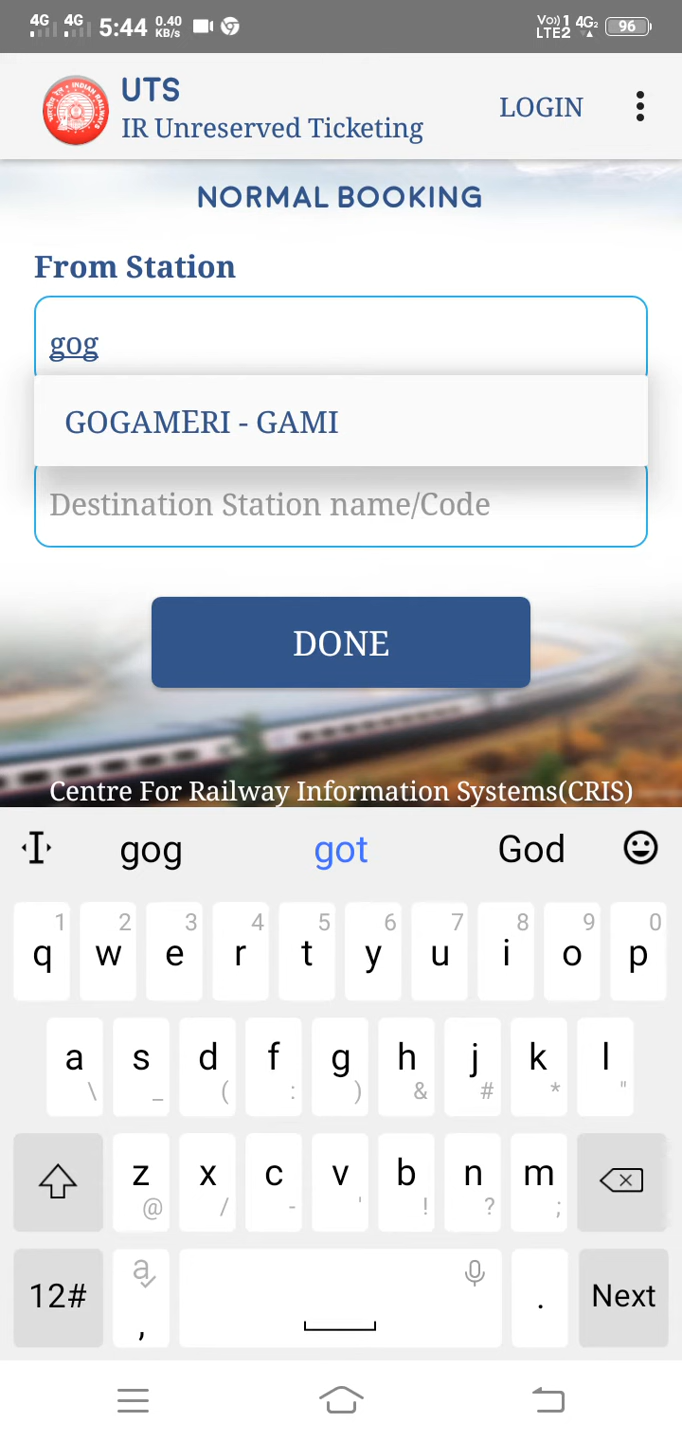 4G 4G 5:44 0.40 KB/s Vo)) 1 LTE2 4G2 96
UTS
IR Unreserved Ticketing
LOGIN
NORMAL BOOKING
From Station
gog
GOGAMERI - GAMI
Destination Station name/Code
DONE
Centre For Railway Information Systems(CRIS)
gog got God
1 2 3 4 5 6 7 8 9 0
q w e r t y u i o p
a s d f g h j k l
\ _ ( : ) & # * "
z x c v b n m
@ / - ' ! ? ;
12# a , . Next